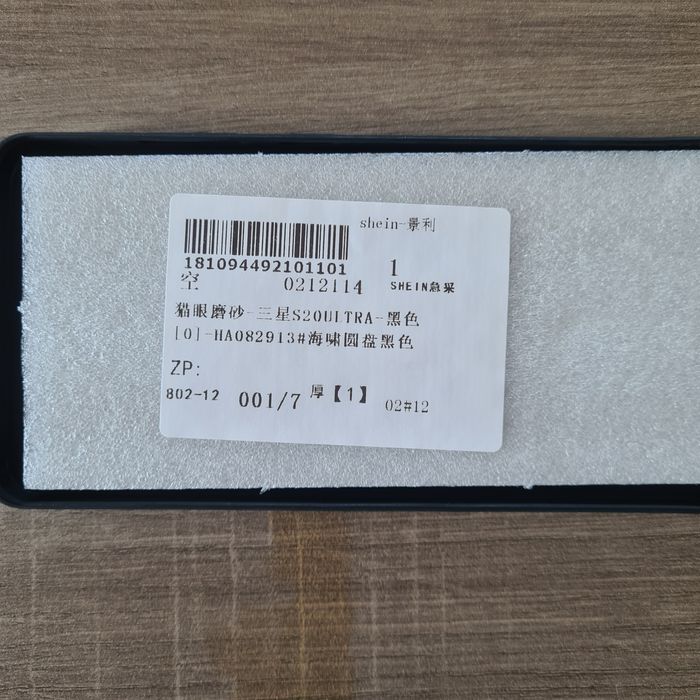 shein-景利
181094492101101
1
空 0212114 SHEIN急采
猫眼磨砂-三星S20ULTRA-黑色
[0]-HA082913#海啸圆盘黑色
ZP:
802-12 001/7 厚【1】 02#12